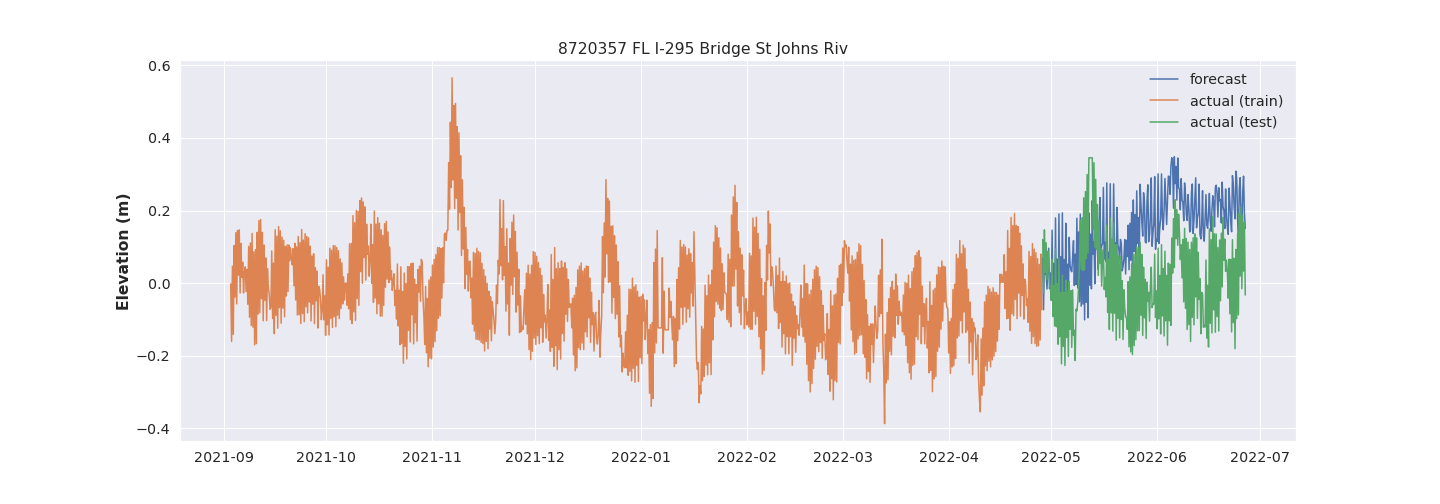 8720357 FL I-295 Bridge St Johns Riv
Elevation (m)
0.6
0.4
0.2
0.0
−0.2
−0.4
forecast
actual (train)
actual (test)
2021-09 2021-10 2021-11 2021-12 2022-01 2022-02 2022-03 2022-04 2022-05 2022-06 2022-07